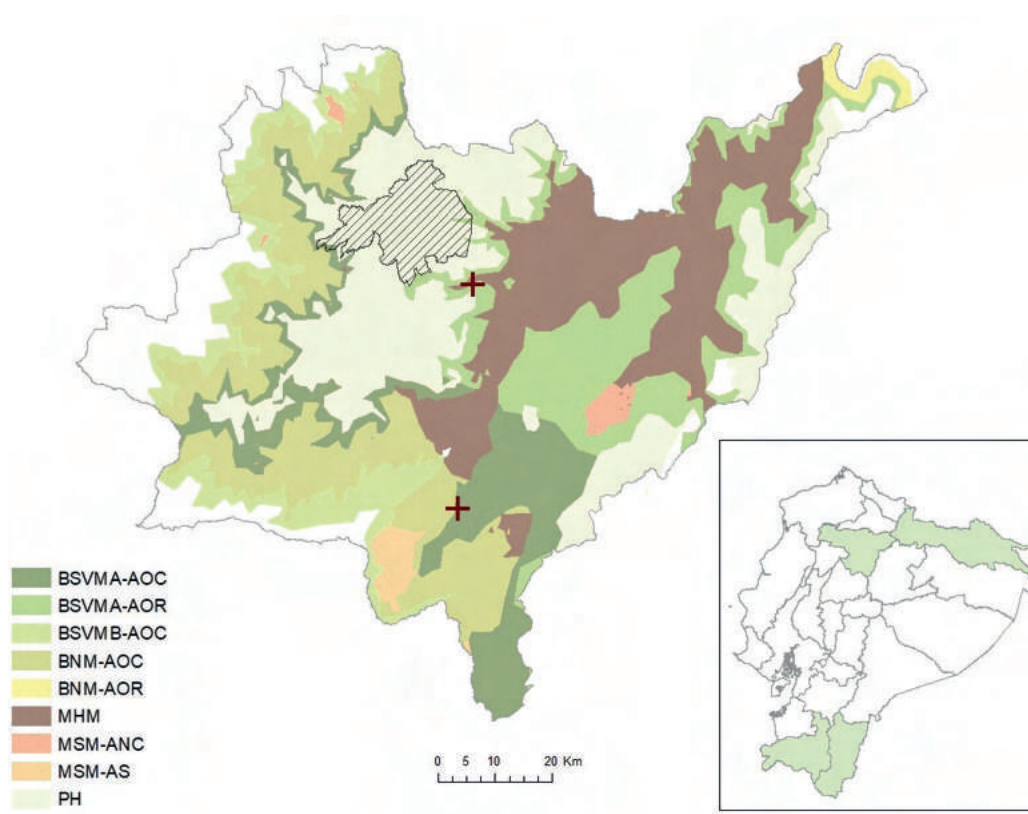 BSVMA-AOC
BSVMA-AOR
BSVMB-AOC
BNM-AOC
BNM-AOR
MHM
MSM-ANC
MSM-AS
PH
0 5 10 20 Km